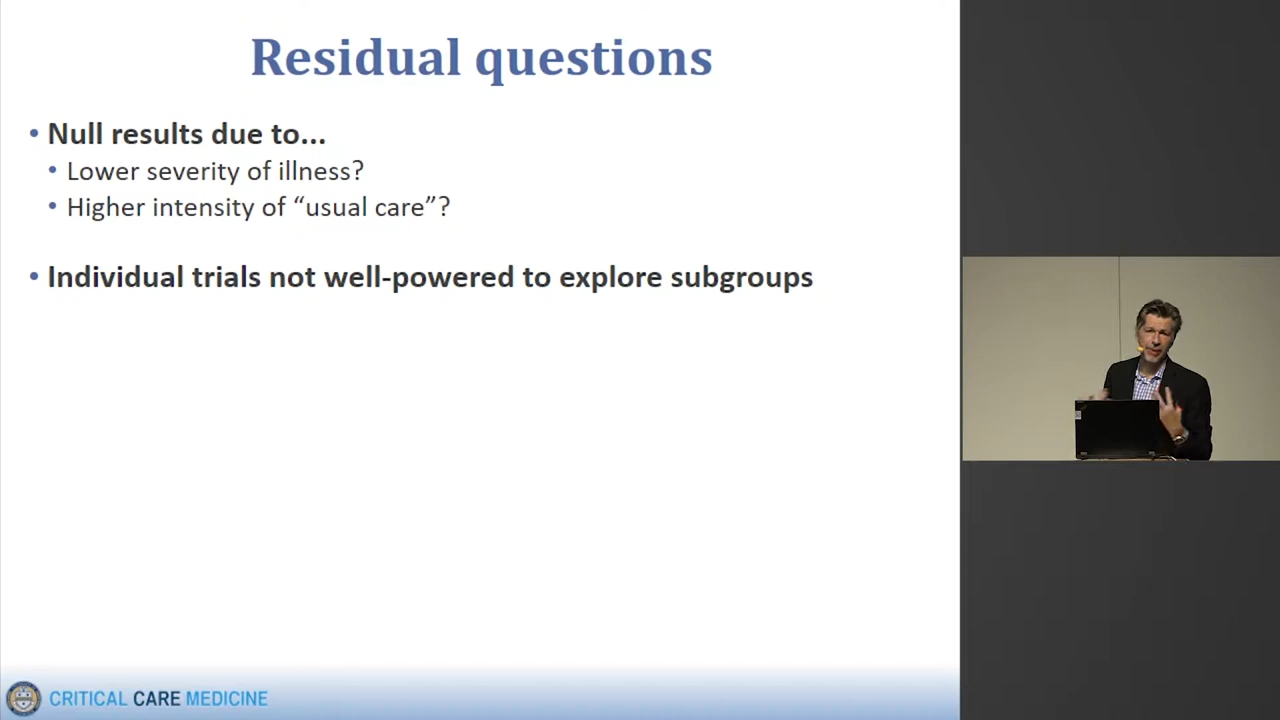 Residual questions
• Null results due to...
• Lower severity of illness?
• Higher intensity of “usual care”?
• Individual trials not well-powered to explore subgroups
CRITICAL CARE MEDICINE